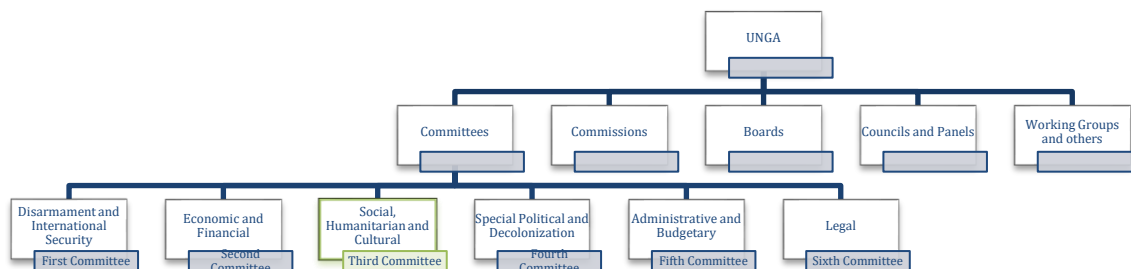 UNGA
Committees
Commissions
Boards
Councils and Panels
Working Groups
and others
Disarmament and
International
Security
First Committee
Economic and
Financial
Second
Committee
Social,
Humanitarian and
Cultural
Third Committee
Special Political and
Decolonization
Fourth
Committee
Administrative and
Budgetary
Fifth Committee
Legal
Sixth Committee